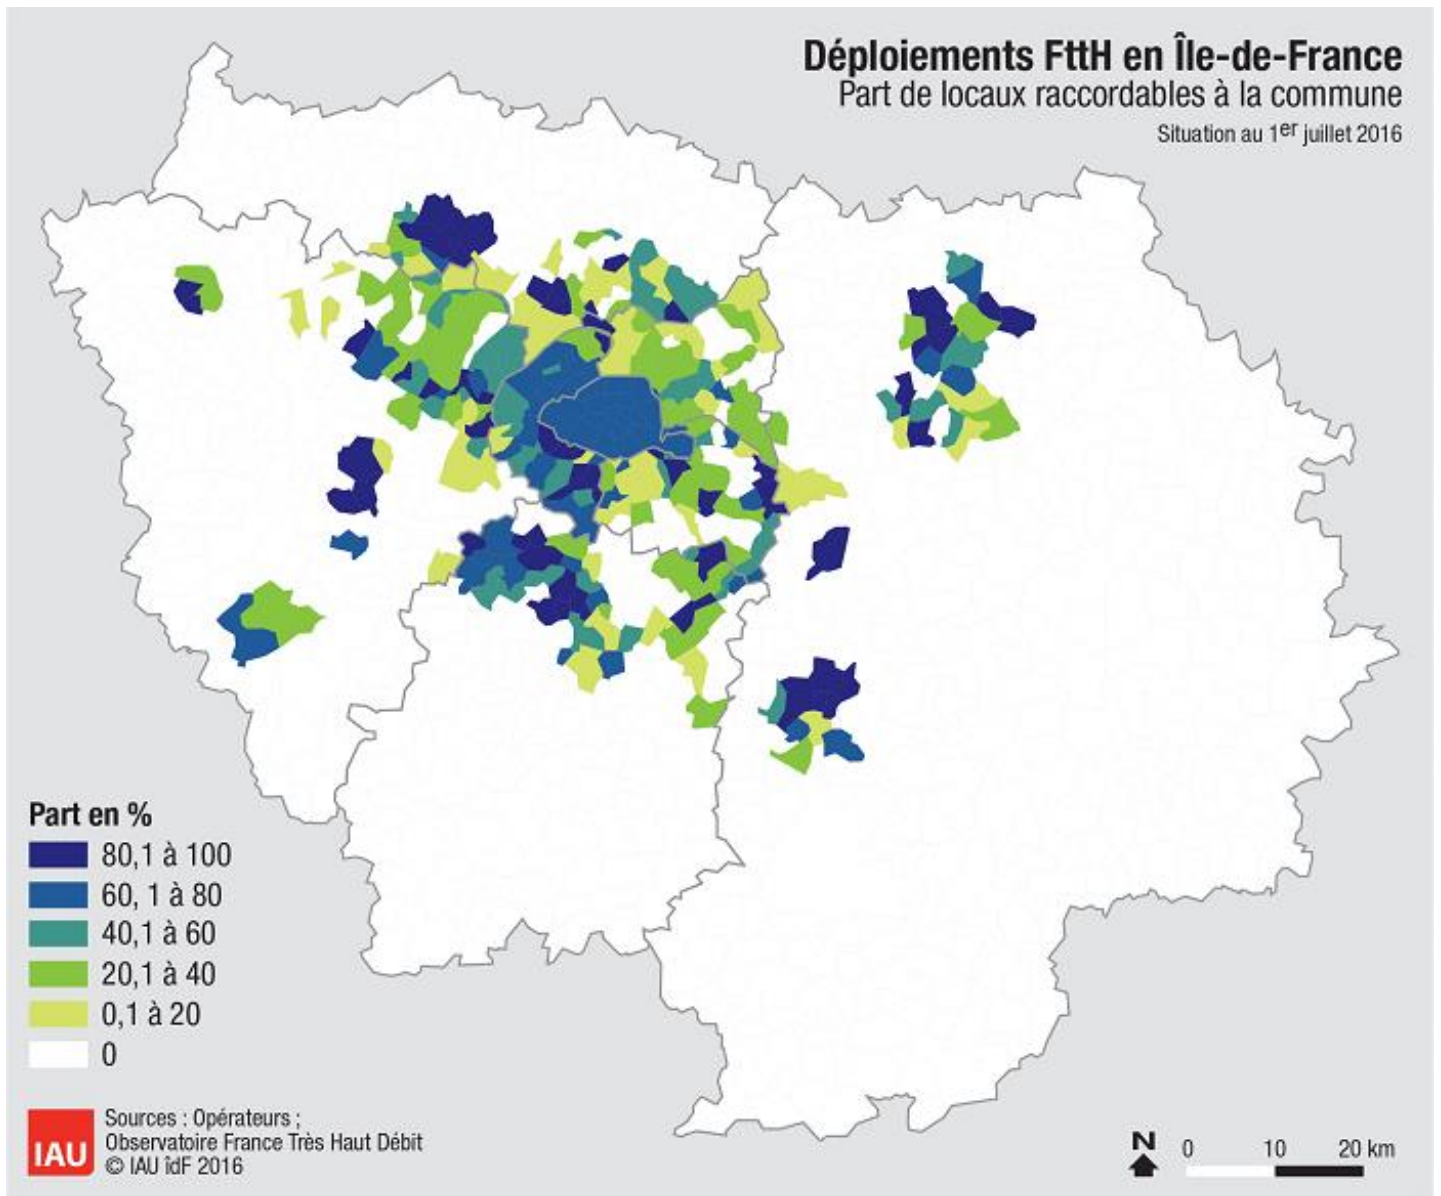 Déploiements FttH en Île-de-France
Part de locaux raccordables à la commune
Situation au 1er juillet 2016
Part en %
80,1 à 100
60, 1 à 80
40,1 à 60
20,1 à 40
0,1 à 20
0
IAU
Sources : Opérateurs ;
Observatoire France Très Haut Débit
© IAU îdF 2016
N
0 10 20 km